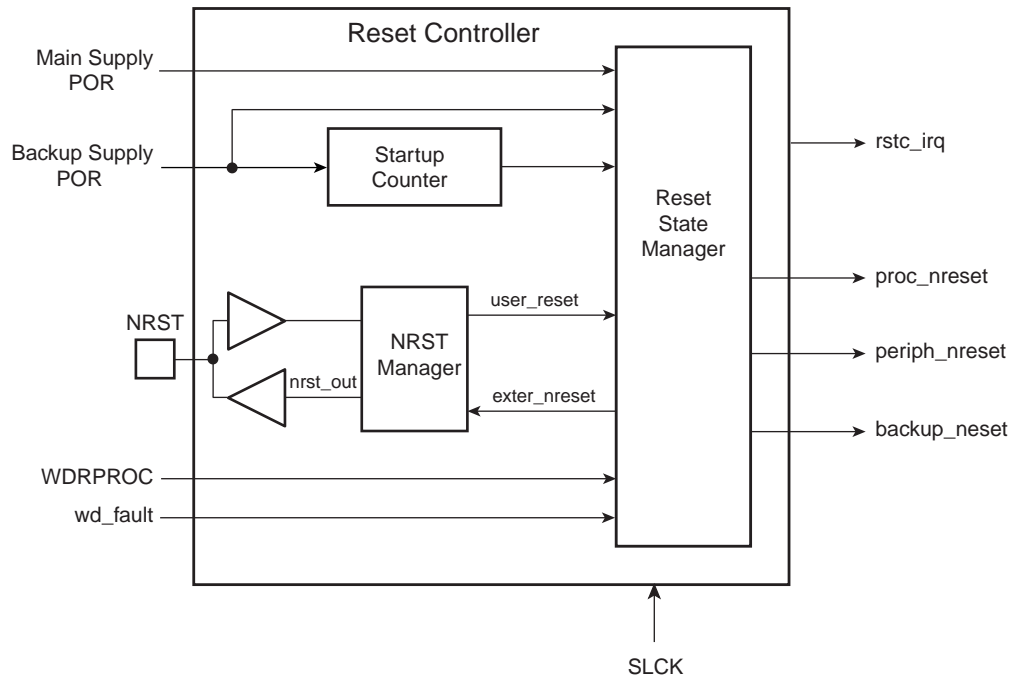 Reset Controller
Main Supply
POR
Backup Supply
POR
Startup
Counter
Reset
State
Manager
rstc_irq
proc_nreset
periph_nreset
backup_neset
NRST
NRST
Manager
user_reset
nrst_out
exter_nreset
WDRPROC
wd_fault
SLCK